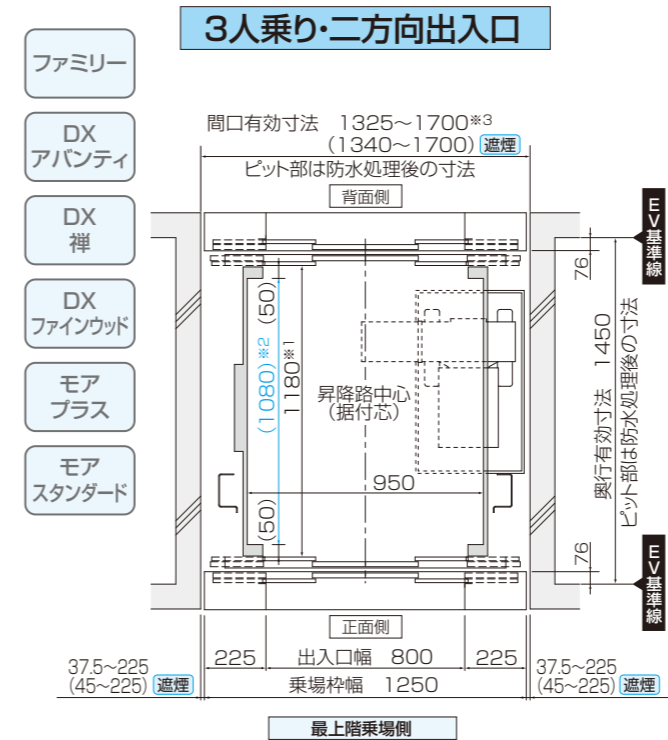 3人乗り・二方向出入口
ファミリー
DX
アバンティ
DX
禅
DX
ファインウッド
モア
プラス
モア
スタンダード
間口有効寸法 1325〜1700※3
(1340〜1700) 遮煙
ピット部は防水処理後の寸法
背面側
EV基準線
76
(50)
(1080)※2
1180※1
昇降路中心
(据付芯)
950
(50)
奥行有効寸法 1450
ピット部は防水処理後の寸法
76
EV基準線
正面側
225
出入口幅 800
225
37.5〜225
(45〜225) 遮煙
乗場枠幅 1250
37.5〜225
(45〜225) 遮煙
最上階乗場側